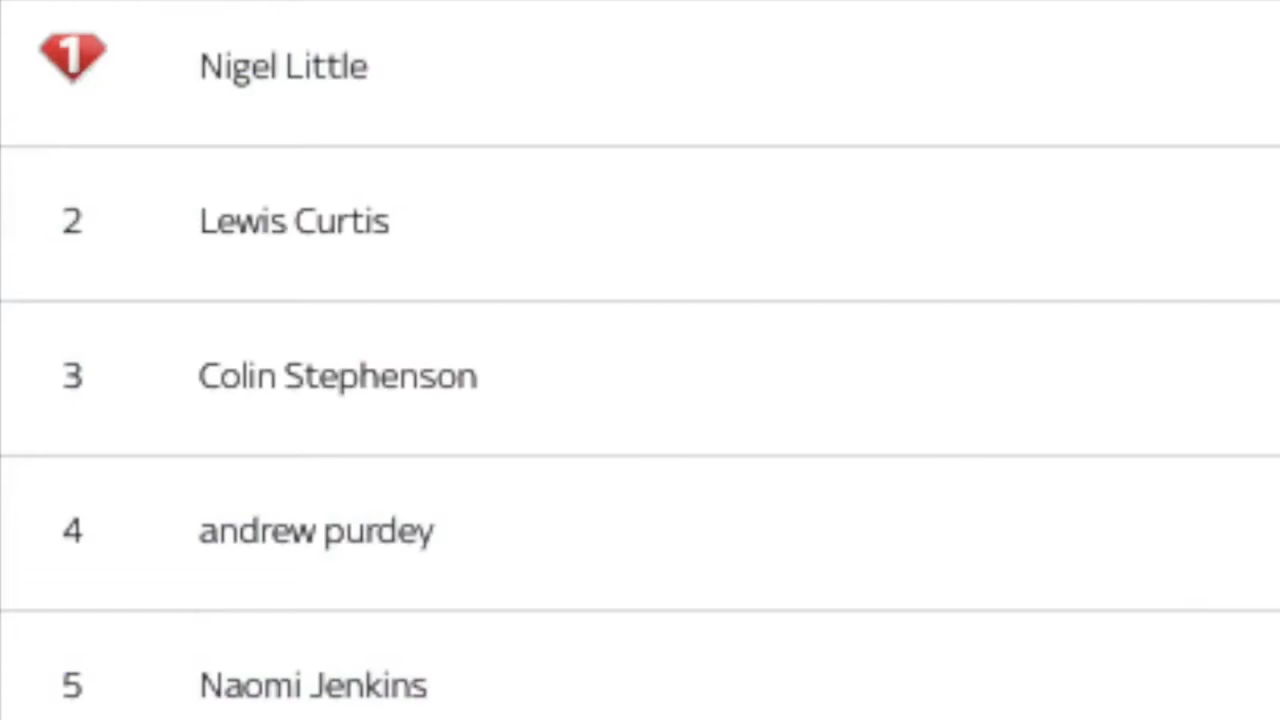 1 Nigel Little
2 Lewis Curtis
3 Colin Stephenson
4 andrew purdey
5 Naomi Jenkins